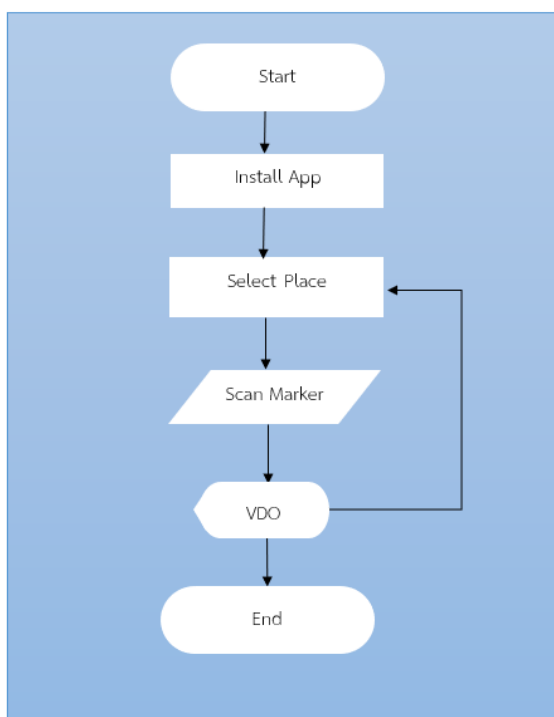 Start
Install App
Select Place
Scan Marker
VDO
End